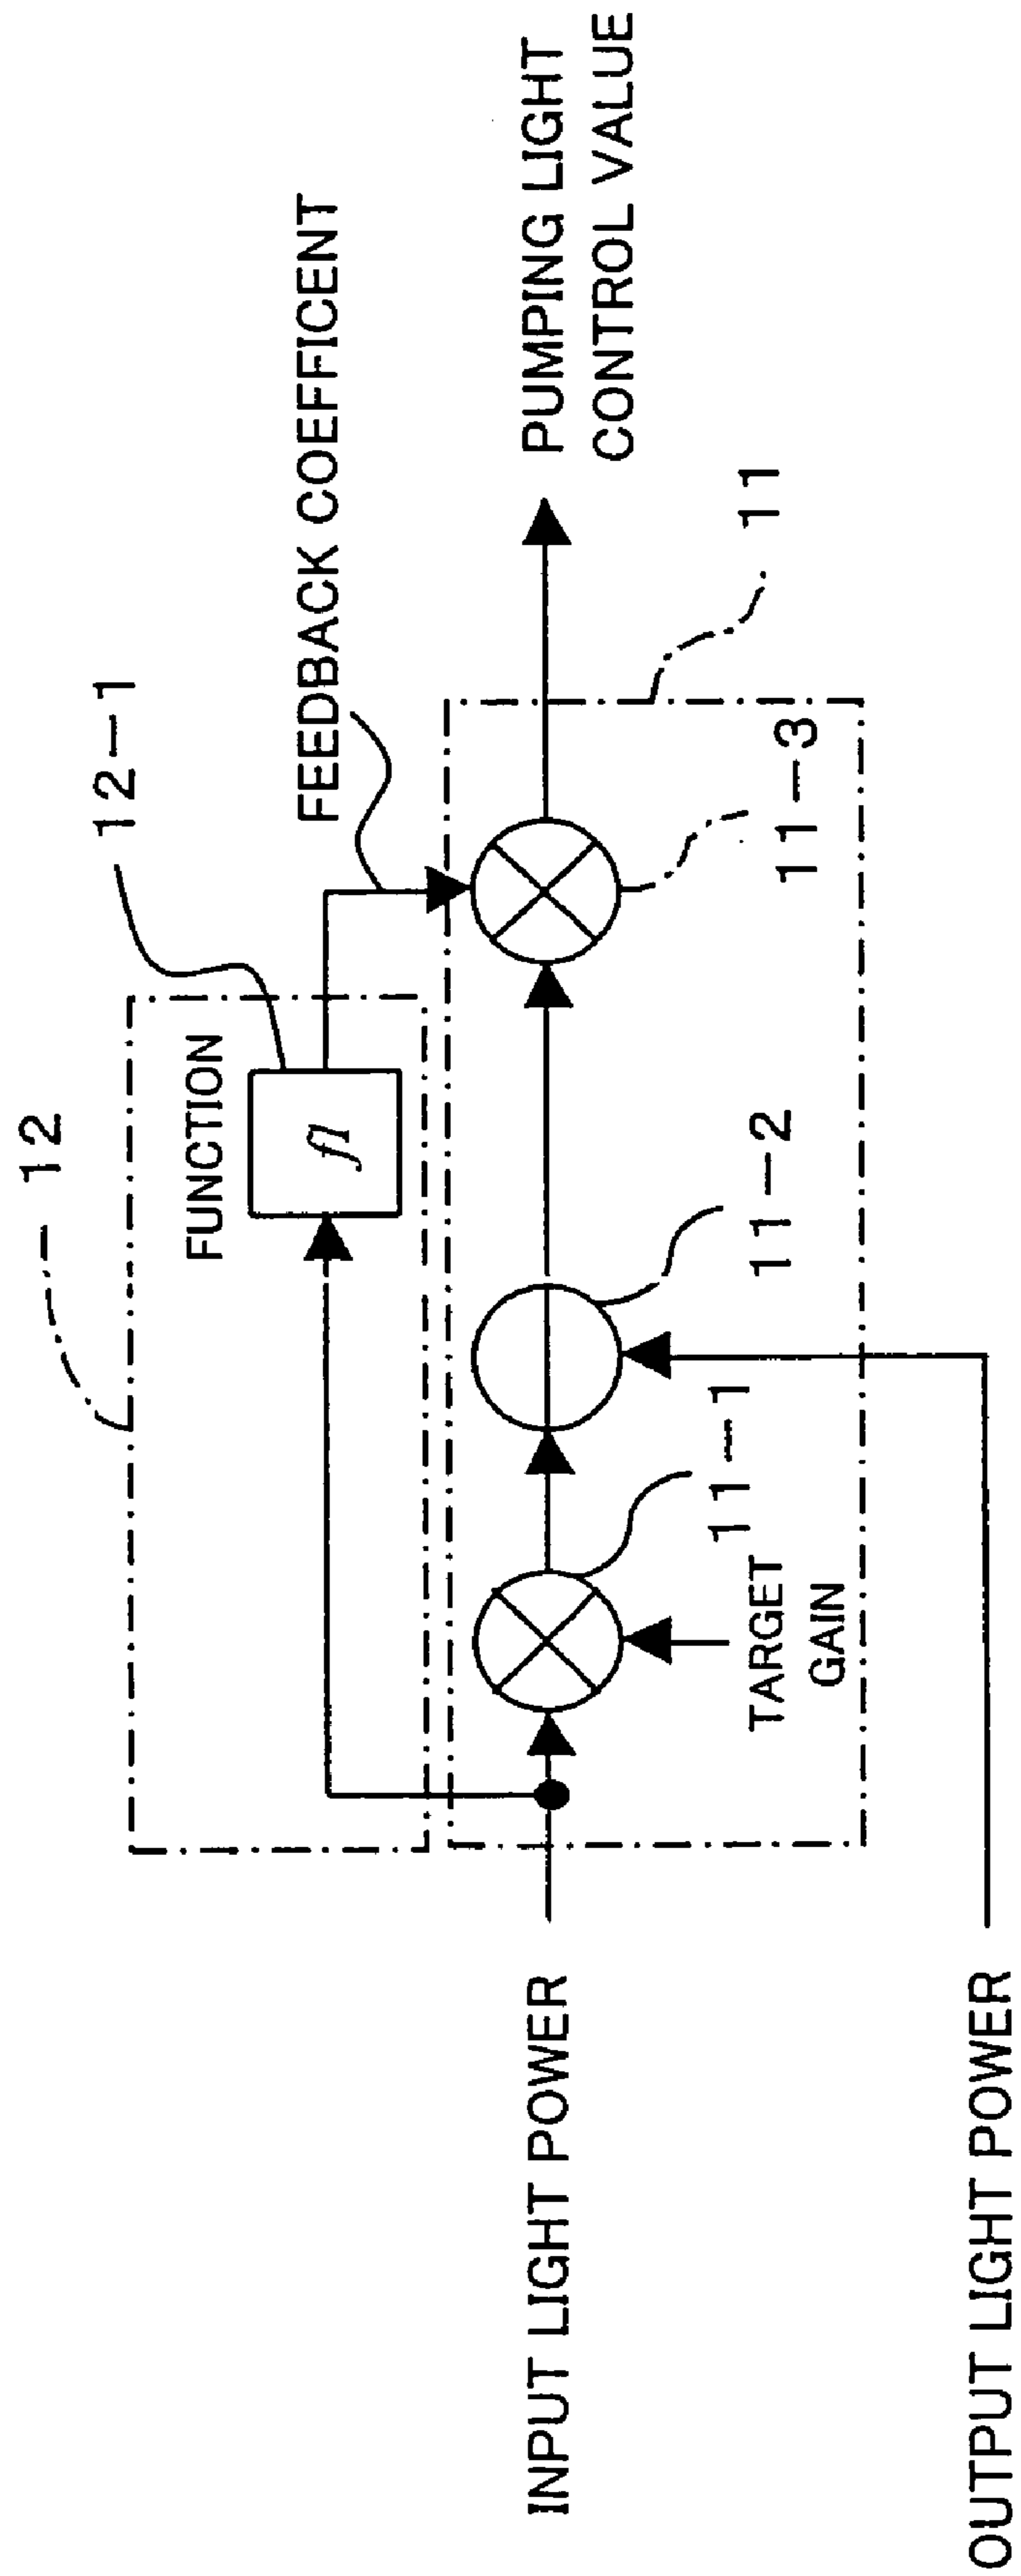 12
12-1
FUNCTION
f1
FEEDBACK COEFFICENT
INPUT LIGHT POWER
PUMPING LIGHT
CONTROL VALUE
11-1
11-2
11-3
11
TARGET
GAIN
OUTPUT LIGHT POWER